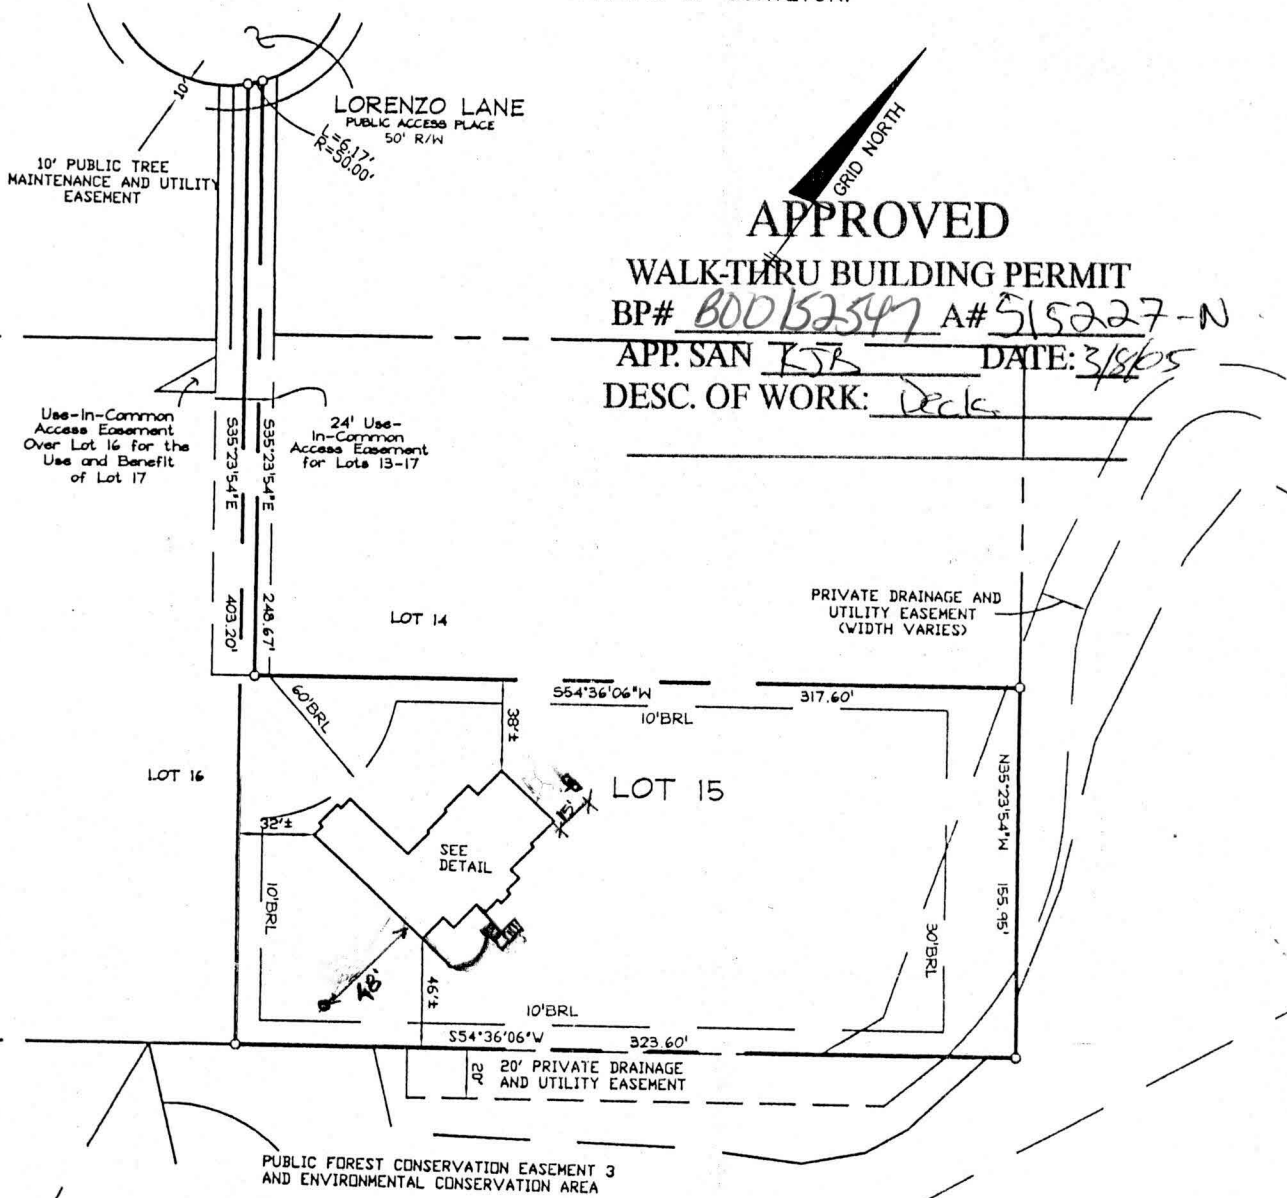 LORENZO LANE
PUBLIC ACCESS PLACE
50' R/W
L=6.17'
R=50.00'
10'
10' PUBLIC TREE
MAINTENANCE AND UTILITY
EASEMENT
GRID NORTH
APPROVED
WALK-THRU BUILDING PERMIT
BP# B00152547 A# 515227-N
APP. SAN KJB DATE: 3/8/05
DESC. OF WORK: Deck
Use-In-Common
Access Easement
Over Lot 16 for the
Use and Benefit
of Lot 17
24' Use-
In-Common
Access Easement
for Lots 13-17
S35°23'54"E 403.20'
S35°23'54"E 248.67'
LOT 14
PRIVATE DRAINAGE AND
UTILITY EASEMENT
(WIDTH VARIES)
S54°36'06"W 317.60'
10'BRL
60'BRL
38'±
LOT 16
LOT 15
15'
N35°23'54"W 155.95'
32'±
SEE
DETAIL
10'BRL
30'BRL
48'
46'±
10'BRL
S54°36'06"W 323.60'
20'
20' PRIVATE DRAINAGE
AND UTILITY EASEMENT
PUBLIC FOREST CONSERVATION EASEMENT 3
AND ENVIRONMENTAL CONSERVATION AREA